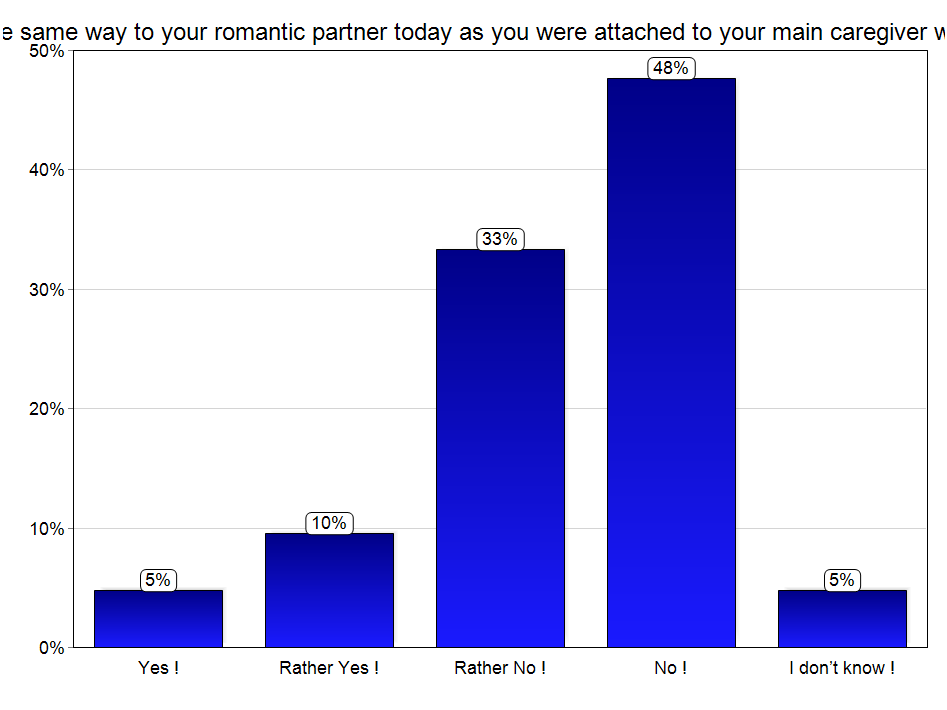 e same way to your romantic partner today as you were attached to your main caregiver w
50%
48%
40%
33%
30%
20%
10%
10%
5%
5%
0%
Yes !
Rather Yes !
Rather No !
No !
I don’t know !